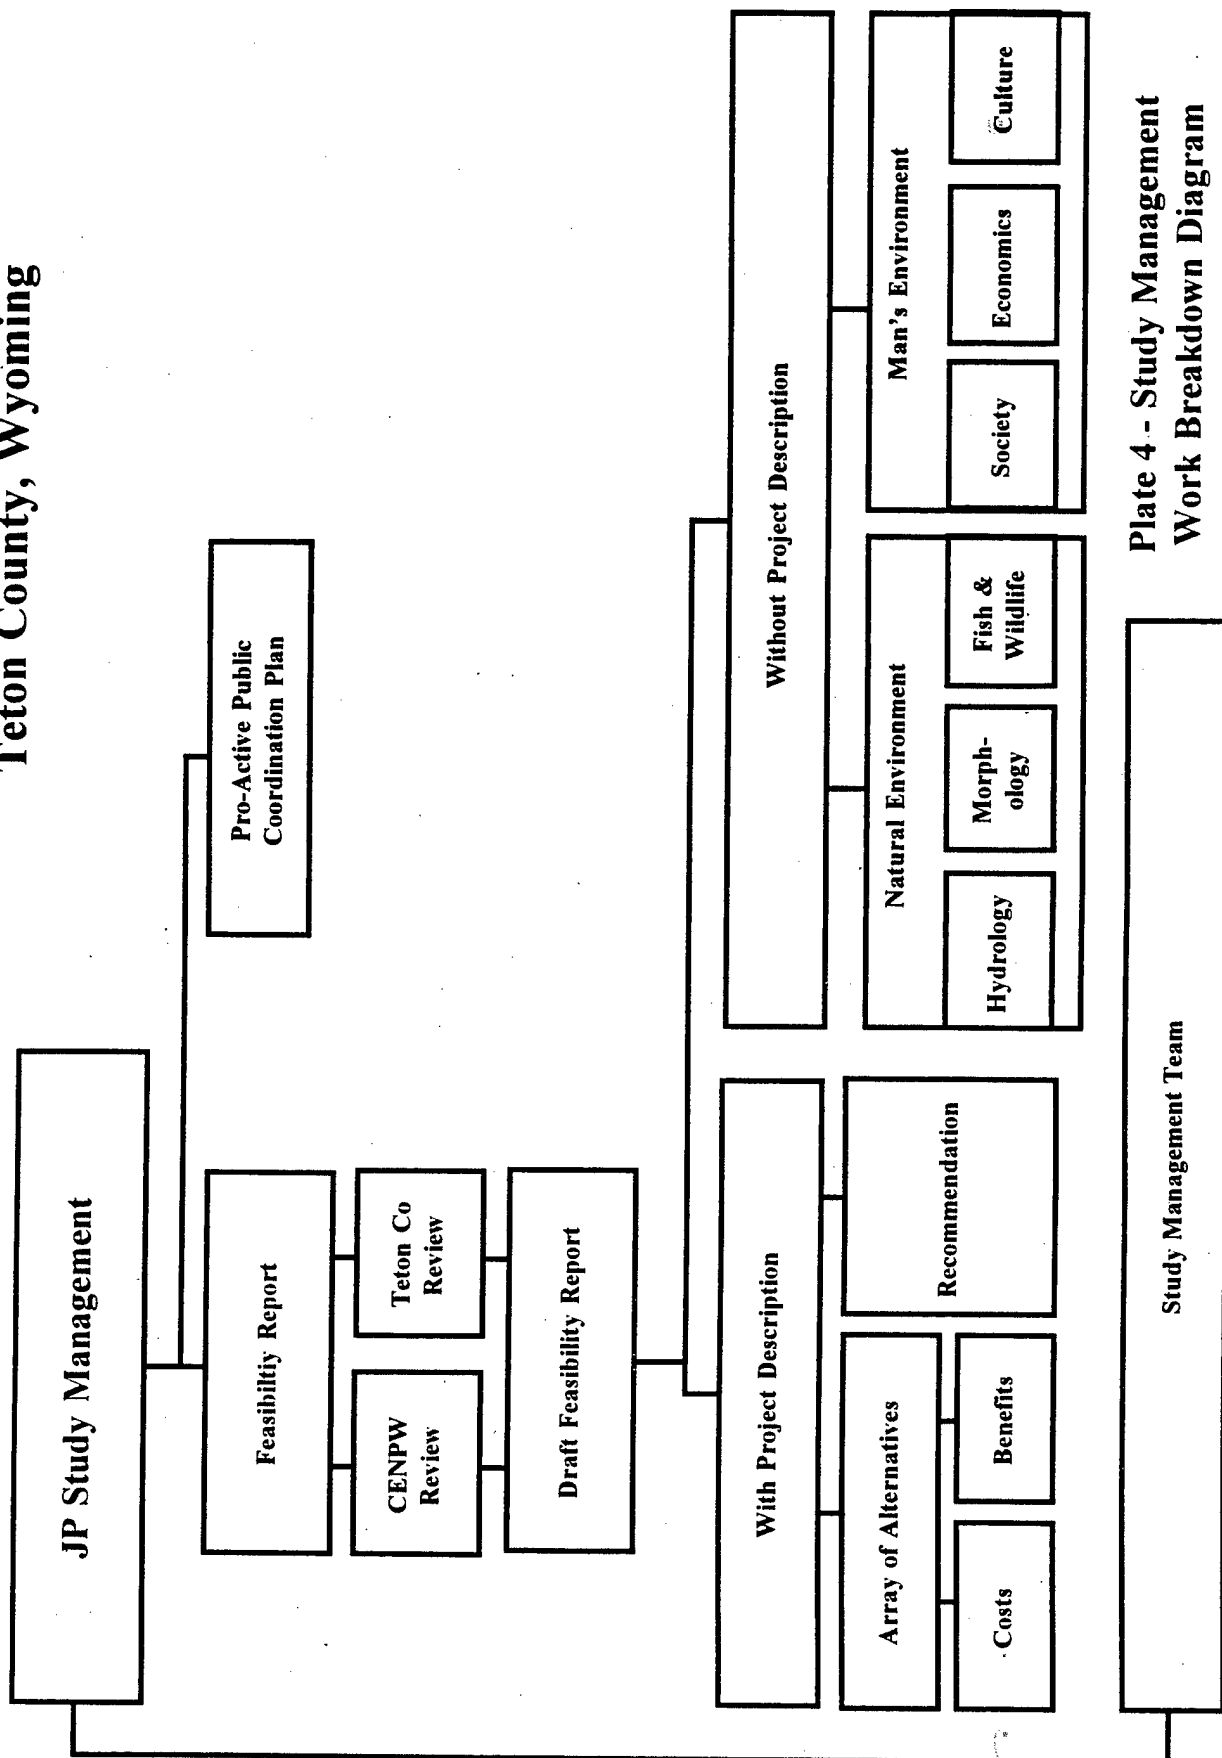 Teton County, Wyoming
JP Study Management
Pro-Active Public
Coordination Plan
Feasibiltiy Report
CENPW
Review
Teton Co
Review
Draft Feasibility Report
With Project Description
Without Project Description
Array of Alternatives
Recommendation
Costs
Benefits
Natural Environment
Hydrology
Morph-
ology
Fish &
Wildlife
Man's Environment
Society
Economics
Culture
Study Management Team
Plate 4 - Study Management
Work Breakdown Diagram